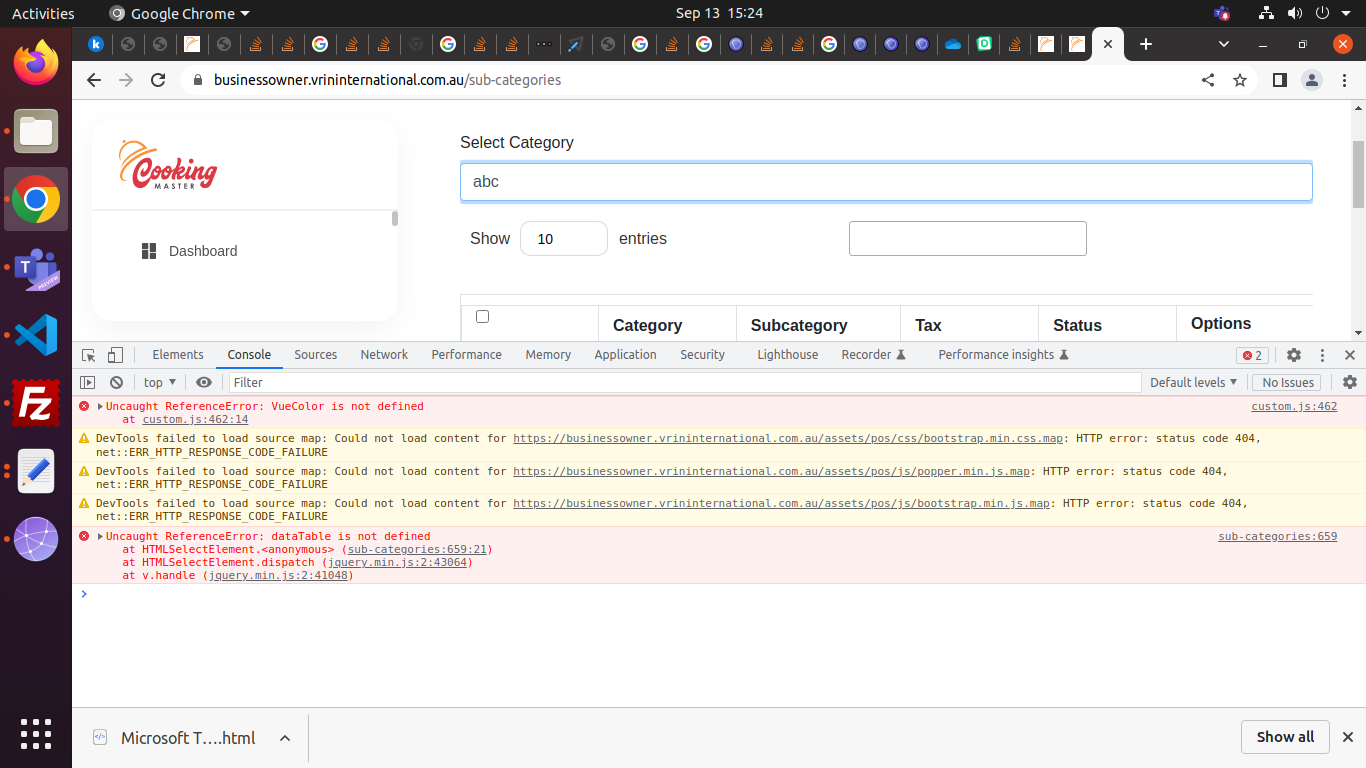 Activities
Google Chrome
Sep 13 15:24
businessowner.vrininternational.com.au/sub-categories
Cooking
MASTER
Dashboard
Select Category
abc
Show 10 entries
Category Subcategory Tax Status Options
Elements Console Sources Network Performance Memory Application Security Lighthouse Recorder Performance insights 2
top Filter Default levels No Issues
Uncaught ReferenceError: VueColor is not defined custom.js:462
at custom.js:462:14
DevTools failed to load source map: Could not load content for https://businessowner.vrininternational.com.au/assets/pos/css/bootstrap.min.css.map: HTTP error: status code 404,
net::ERR_HTTP_RESPONSE_CODE_FAILURE
DevTools failed to load source map: Could not load content for https://businessowner.vrininternational.com.au/assets/pos/js/popper.min.js.map: HTTP error: status code 404,
net::ERR_HTTP_RESPONSE_CODE_FAILURE
DevTools failed to load source map: Could not load content for https://businessowner.vrininternational.com.au/assets/pos/js/bootstrap.min.js.map: HTTP error: status code 404,
net::ERR_HTTP_RESPONSE_CODE_FAILURE
Uncaught ReferenceError: dataTable is not defined sub-categories:659
at HTMLSelectElement.<anonymous> (sub-categories:659:21)
at HTMLSelectElement.dispatch (jquery.min.js:2:43064)
at v.handle (jquery.min.js:2:41048)
Microsoft T....html
Show all